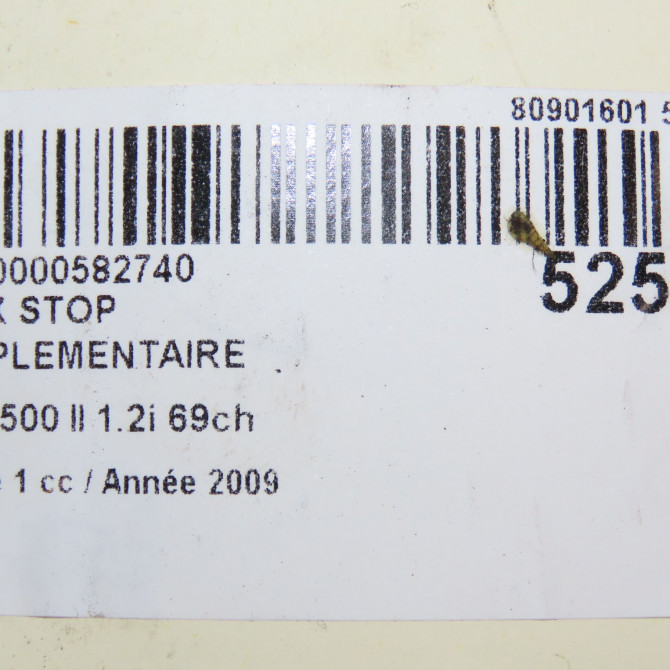 80901601 5
0000582740
525
X STOP
PLEMENTAIRE
500 II 1.2i 69ch
1 cc / Année 2009